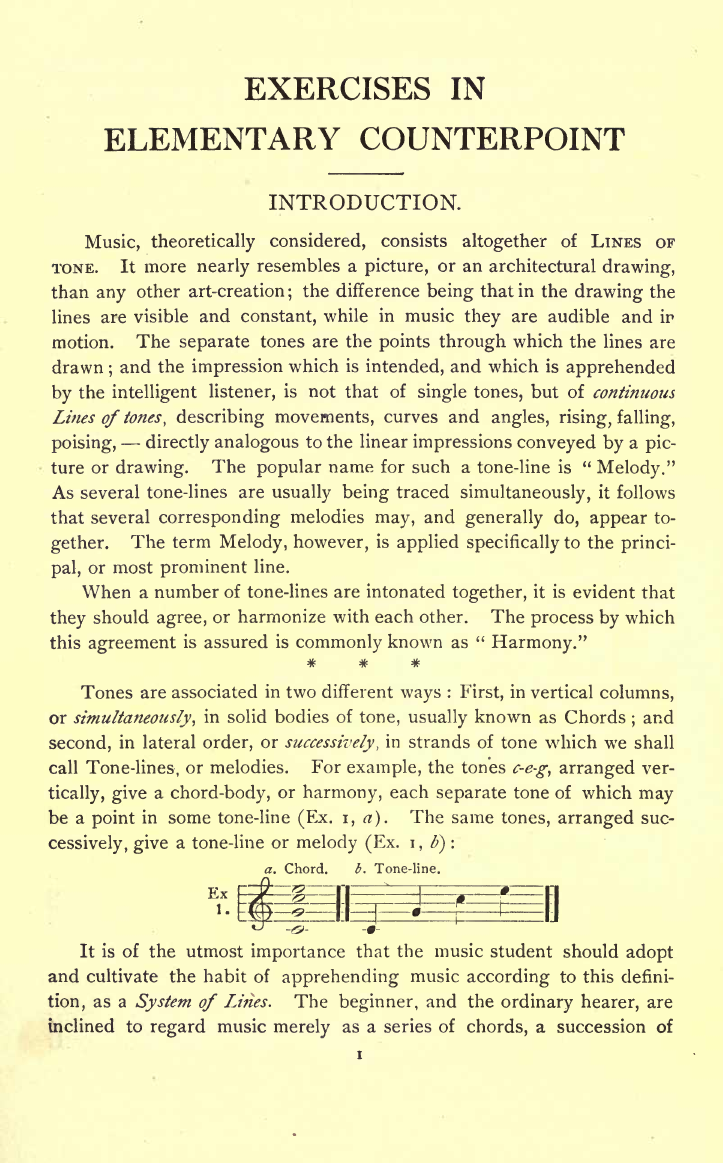 EXERCISES IN
ELEMENTARY COUNTERPOINT
INTRODUCTION.
Music, theoretically considered, consists altogether of LINES OF
TONE. It more nearly resembles a picture, or an architectural drawing,
than any other art-creation; the difference being that in the drawing the
lines are visible and constant, while in music they are audible and in
motion. The separate tones are the points through which the lines are
drawn ; and the impression which is intended, and which is apprehended
by the intelligent listener, is not that of single tones, but of continuous
Lines of tones, describing movements, curves and angles, rising, falling,
poising, — directly analogous to the linear impressions conveyed by a pic-
ture or drawing. The popular name for such a tone-line is “ Melody.”
As several tone-lines are usually being traced simultaneously, it follows
that several corresponding melodies may, and generally do, appear to-
gether. The term Melody, however, is applied specifically to the princi-
pal, or most prominent line.
When a number of tone-lines are intonated together, it is evident that
they should agree, or harmonize with each other. The process by which
this agreement is assured is commonly known as “ Harmony.”
* * *
Tones are associated in two different ways : First, in vertical columns,
or simultaneously, in solid bodies of tone, usually known as Chords ; and
second, in lateral order, or successively, in strands of tone which we shall
call Tone-lines, or melodies. For example, the tones c-e-g, arranged ver-
tically, give a chord-body, or harmony, each separate tone of which may
be a point in some tone-line (Ex. 1, a). The same tones, arranged suc-
cessively, give a tone-line or melody (Ex. 1, b) :
a. Chord. b. Tone-line.
Ex
1.
It is of the utmost importance that the music student should adopt
and cultivate the habit of apprehending music according to this defini-
tion, as a System of Lines. The beginner, and the ordinary hearer, are
inclined to regard music merely as a series of chords, a succession of
1